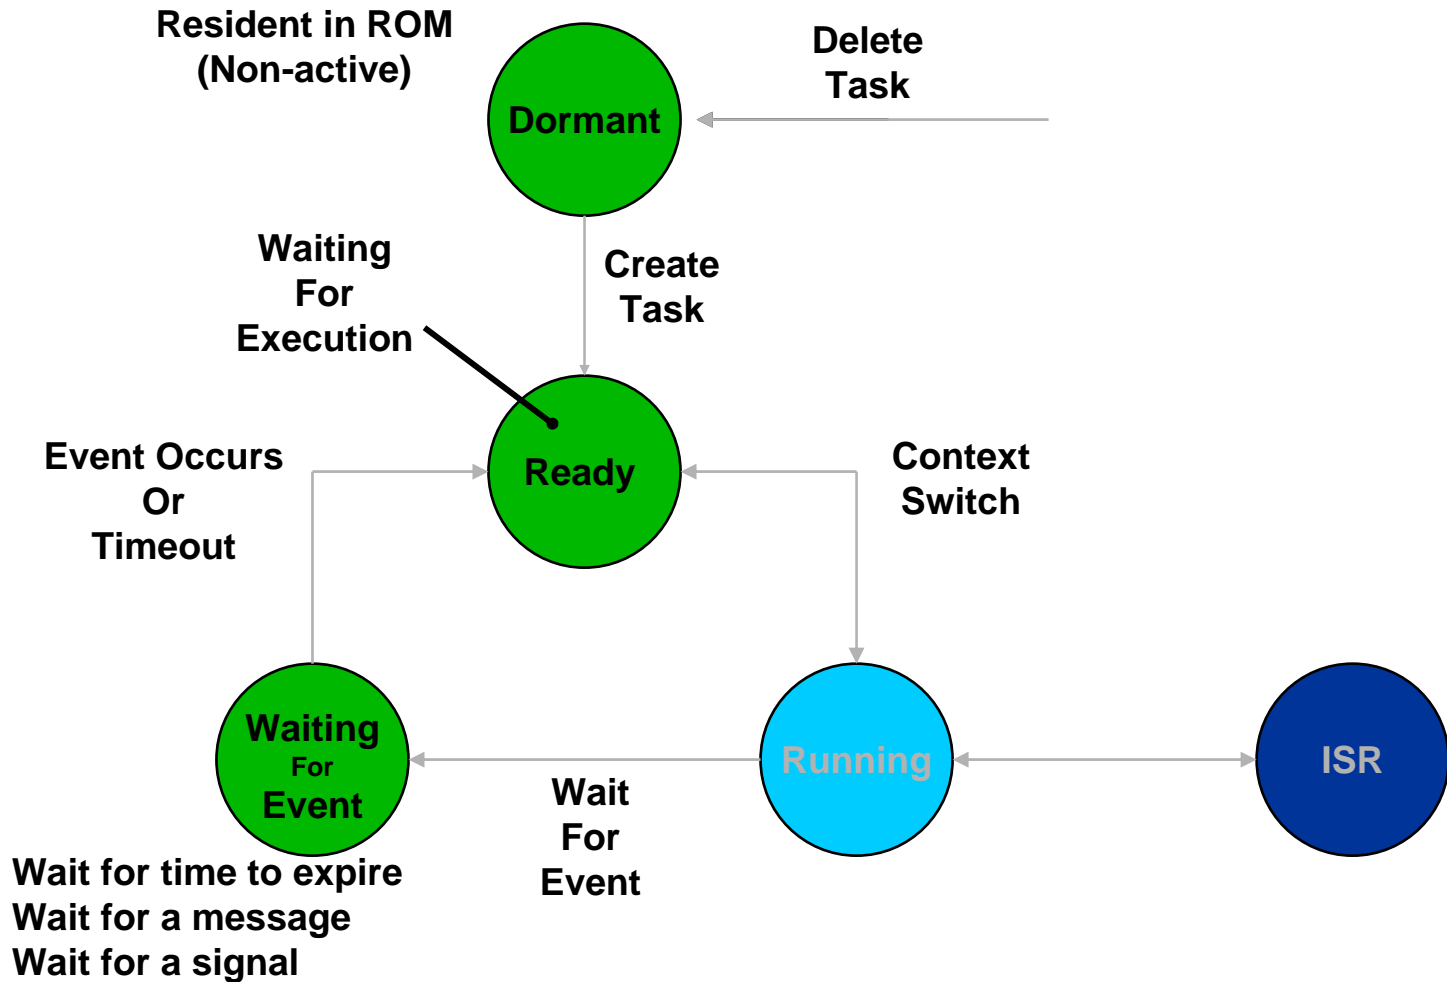 Resident in ROM
(Non-active)
Delete
Task
Dormant
Waiting
For
Execution
Create
Task
Event Occurs
Or
Timeout
Ready
Context
Switch
Waiting
For
Event
Running
ISR
Wait
For
Event
Wait for time to expire
Wait for a message
Wait for a signal